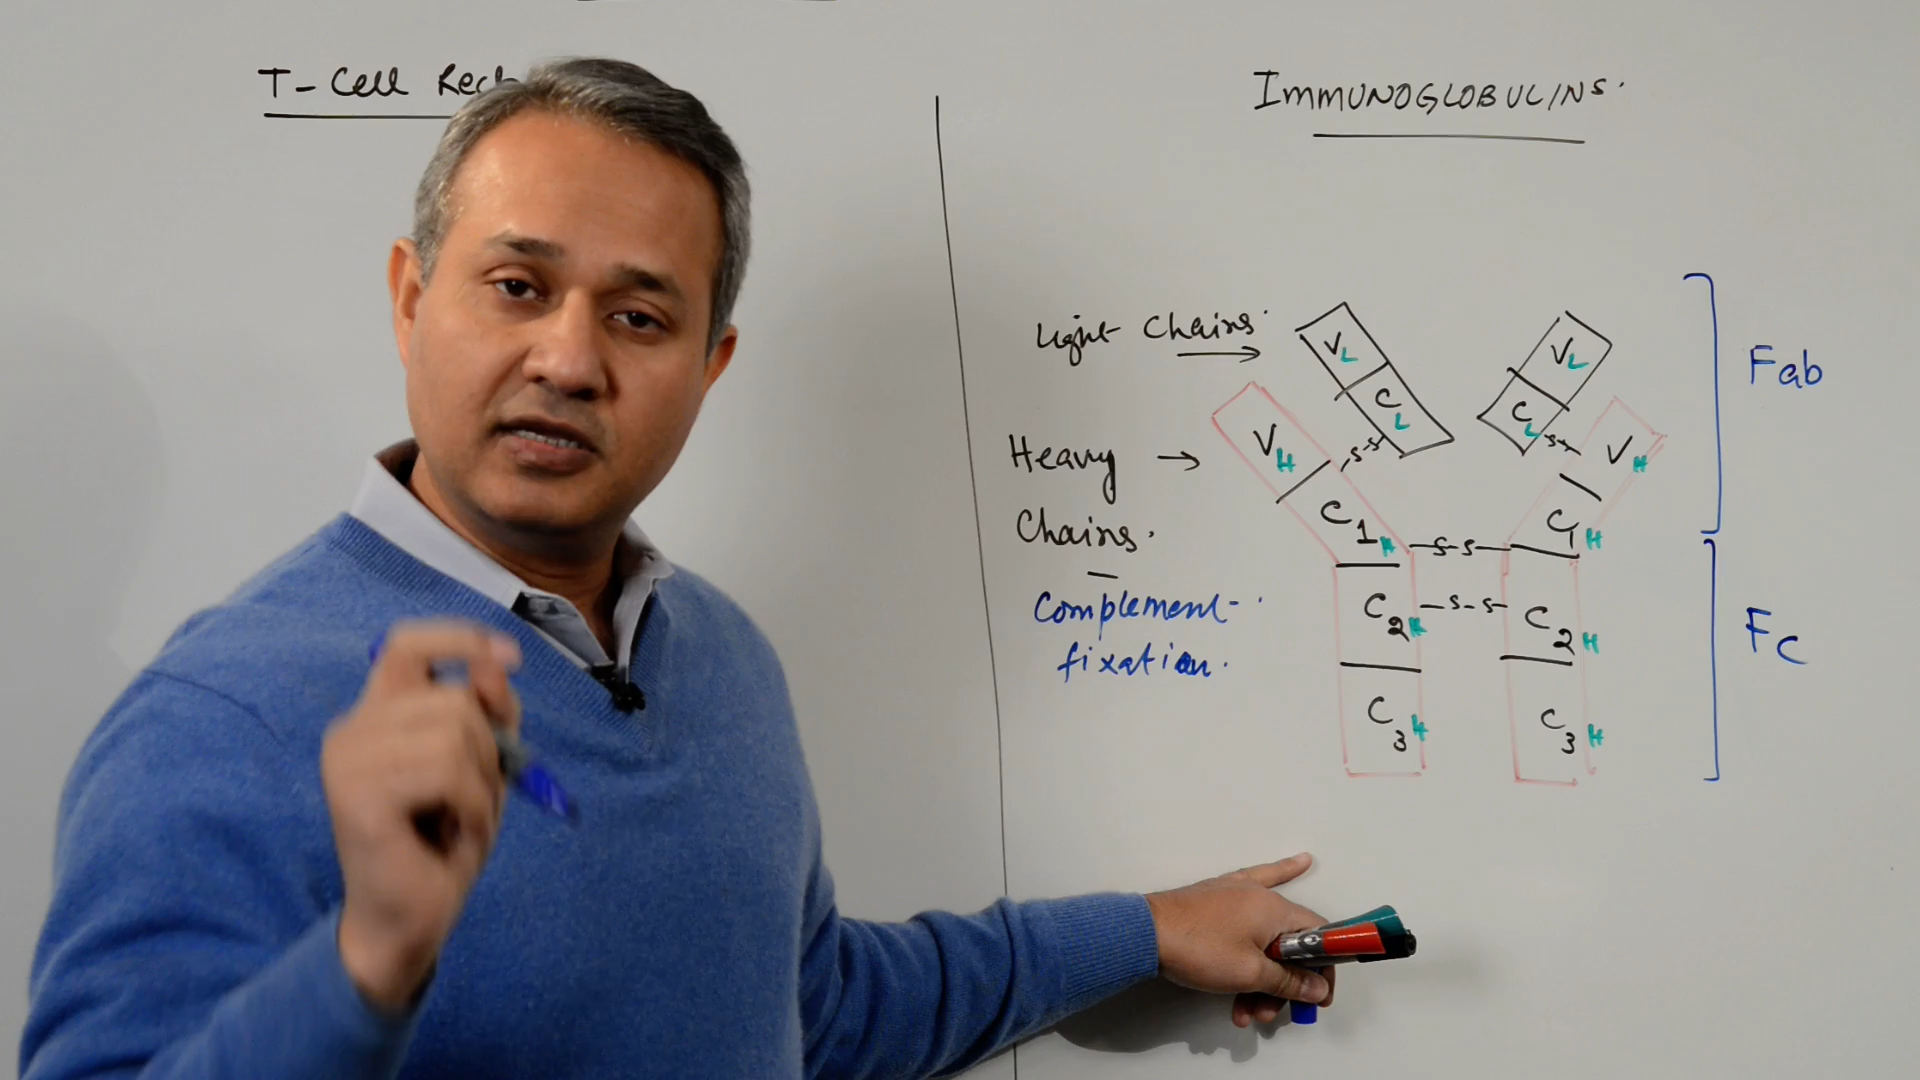 T-Cell Rec
IMMUNOGLOBULINS.
Light Chains.
Heavy
Chains.
Complement
fixation.
VL
CL
VH
C1H
C2H
C3H
S-S
S-S
S-S
S-S
VL
CL
VH
C1H
C2H
C3H
Fab
Fc